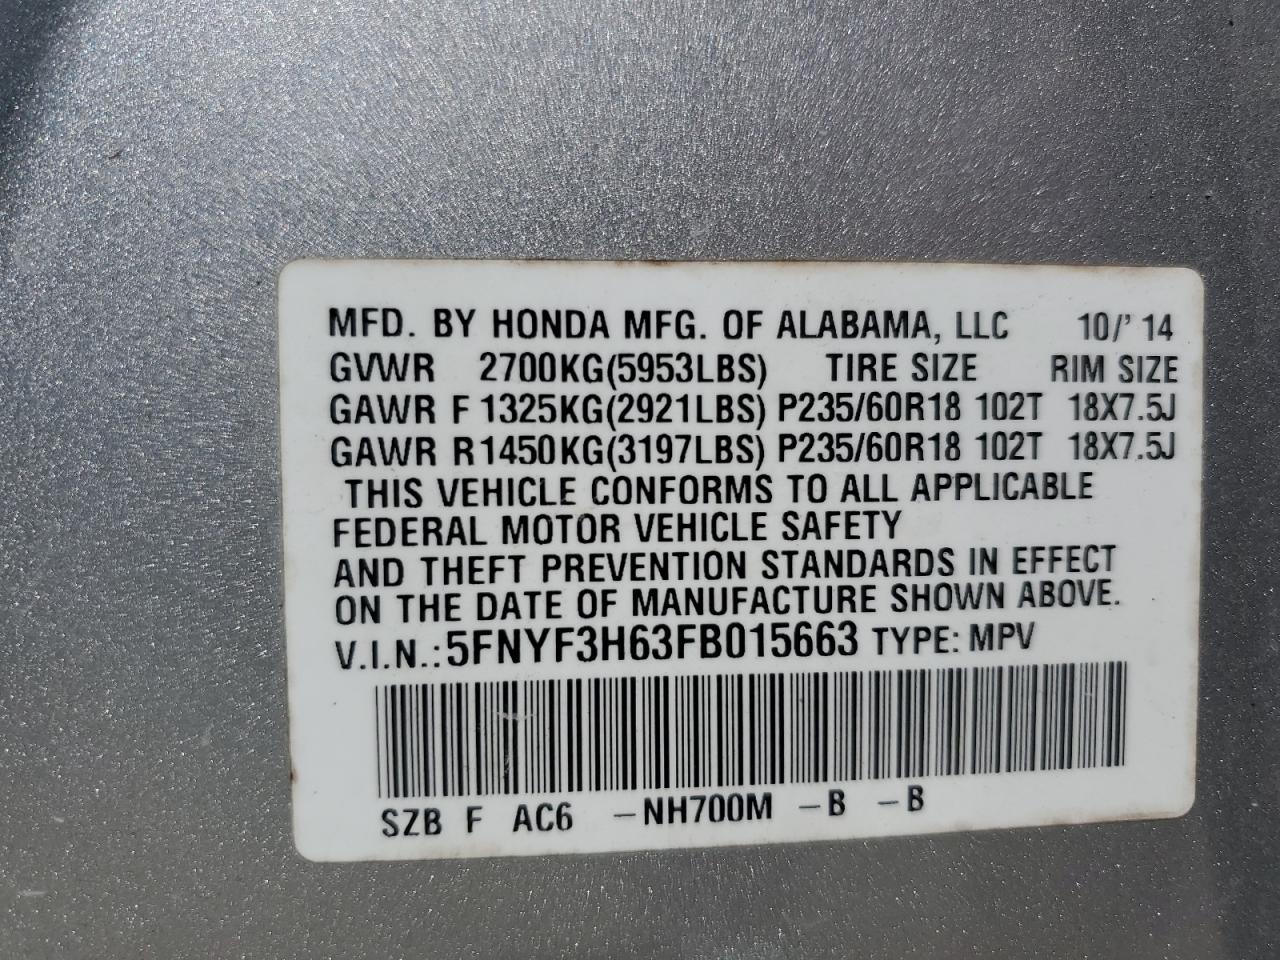 MFD. BY HONDA MFG. OF ALABAMA, LLC 10/' 14
GVWR 2700KG(5953LBS) TIRE SIZE RIM SIZE
GAWR F 1325KG(2921LBS) P235/60R18 102T 18X7.5J
GAWR R1450KG(3197LBS) P235/60R18 102T 18X7.5J
THIS VEHICLE CONFORMS TO ALL APPLICABLE
FEDERAL MOTOR VEHICLE SAFETY
AND THEFT PREVENTION STANDARDS IN EFFECT
ON THE DATE OF MANUFACTURE SHOWN ABOVE.
V.I.N.:5FNYF3H63FB015663 TYPE: MPV
SZB F AC6 –NH700M –B –B